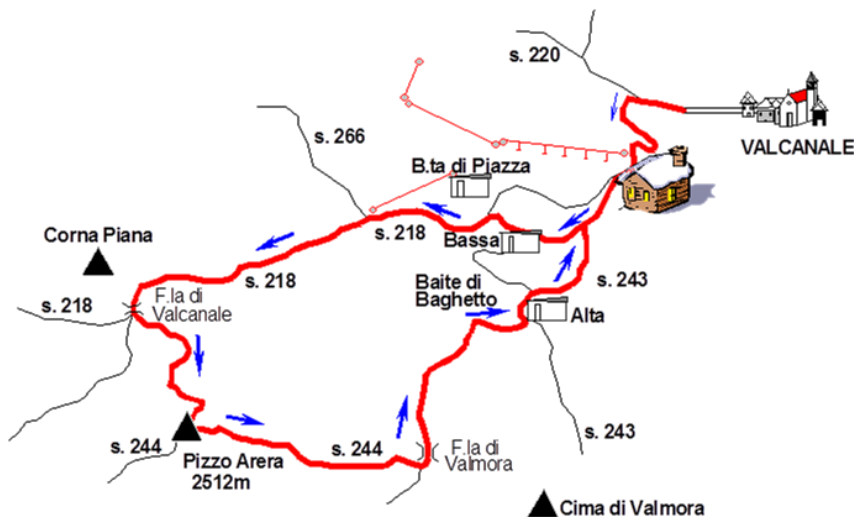 s. 220
VALCANALE
s. 266
B.ta di Piazza
s. 218
Bassa
Corna Piana
s. 218
s. 243
Baite di
Baghetto
s. 218
F.la di
Valcanale
Alta
s. 244
s. 244
F.la di
Valmora
s. 243
Pizzo Arera
2512m
Cima di Valmora